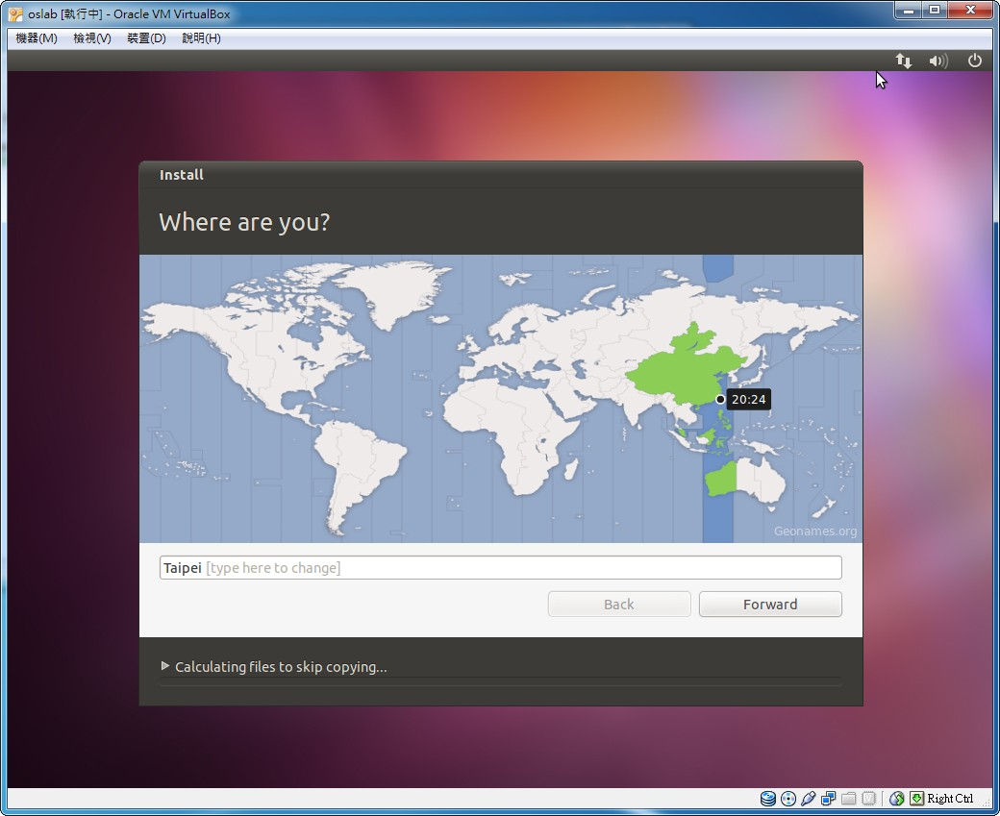 oslab [執行中] - Oracle VM VirtualBox
機器(M) 檢視(V) 裝置(D) 說明(H)
Install
Where are you?
20:24
Geonames.org
Taipei [type here to change]
Back Forward
Calculating files to skip copying...
Right Ctrl